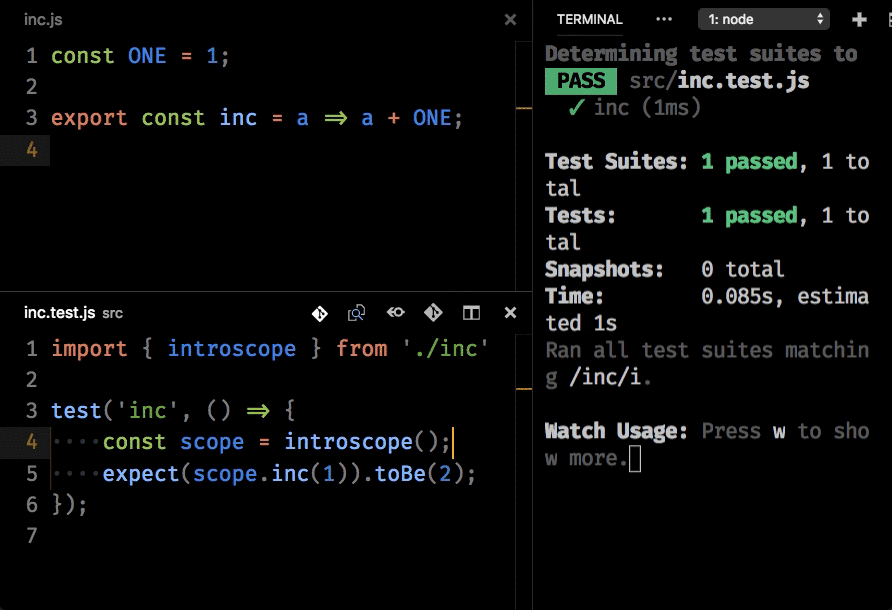 inc.js
1 const ONE = 1;
2
3 export const inc = a => a + ONE;
4
inc.test.js src
1 import { introscope } from './inc'
2
3 test('inc', () => {
4 ····const scope = introscope();
5 ····expect(scope.inc(1)).toBe(2);
6 });
7
TERMINAL ··· 1: node
Determining test suites to
PASS src/inc.test.js
✓ inc (1ms)
Test Suites: 1 passed, 1 to
tal
Tests: 1 passed, 1 to
tal
Snapshots: 0 total
Time: 0.085s, estima
ted 1s
Ran all test suites matchin
g /inc/i.
Watch Usage: Press w to sho
w more.